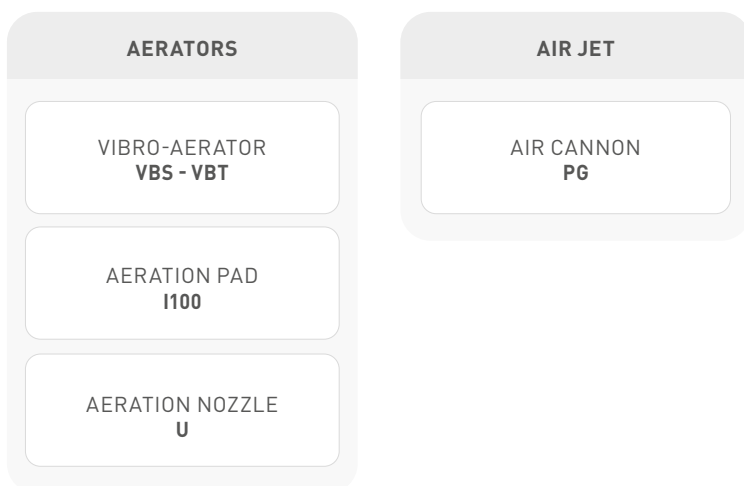 AERATORS
VIBRO-AERATOR
VBS - VBT
AERATION PAD
I100
AERATION NOZZLE
U
AIR JET
AIR CANNON
PG